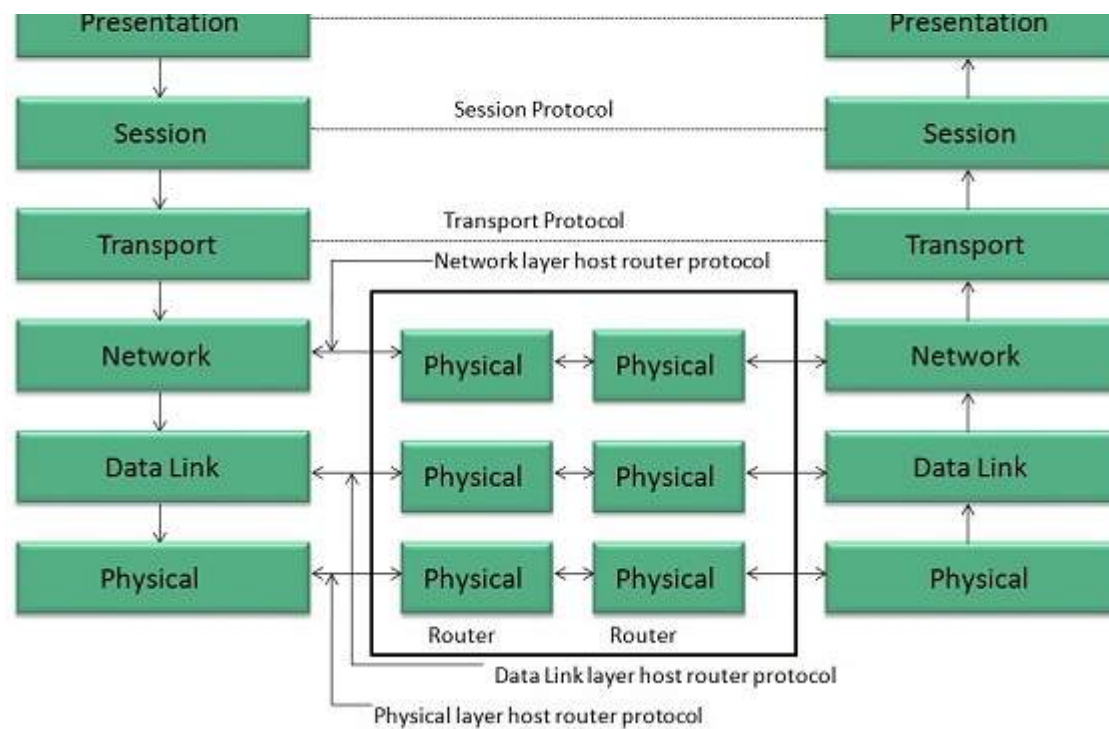 Presentation
Presentation
Session Protocol
Session
Session
Transport Protocol
Transport
Transport
Network layer host router protocol
Network
Physical
Physical
Network
Data Link
Physical
Physical
Data Link
Physical
Physical
Physical
Physical
Router
Router
Data Link layer host router protocol
Physical layer host router protocol